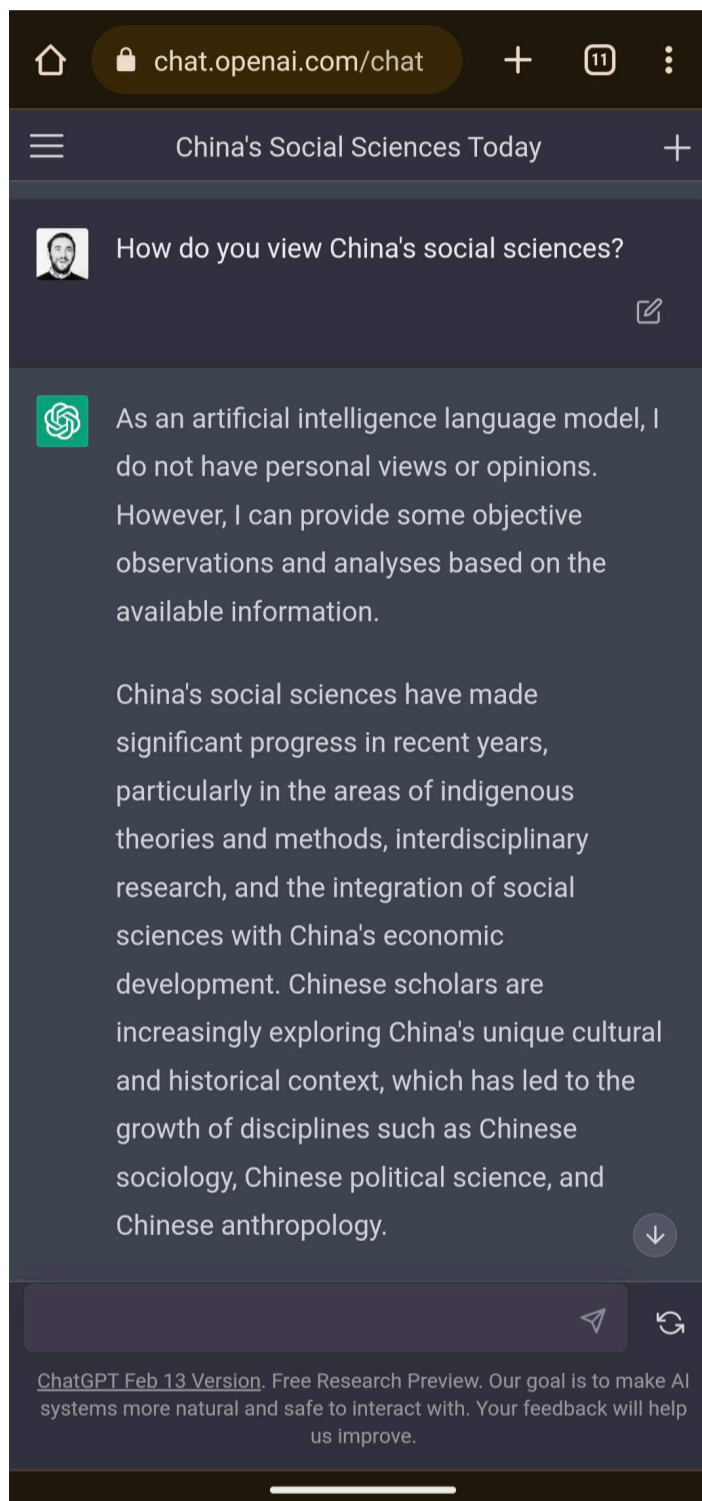 chat.openai.com/chat
11
China's Social Sciences Today
How do you view China's social sciences?
As an artificial intelligence language model, I
do not have personal views or opinions.
However, I can provide some objective
observations and analyses based on the
available information.
China's social sciences have made
significant progress in recent years,
particularly in the areas of indigenous
theories and methods, interdisciplinary
research, and the integration of social
sciences with China's economic
development. Chinese scholars are
increasingly exploring China's unique cultural
and historical context, which has led to the
growth of disciplines such as Chinese
sociology, Chinese political science, and
Chinese anthropology.
ChatGPT Feb 13 Version. Free Research Preview. Our goal is to make AI
systems more natural and safe to interact with. Your feedback will help
us improve.